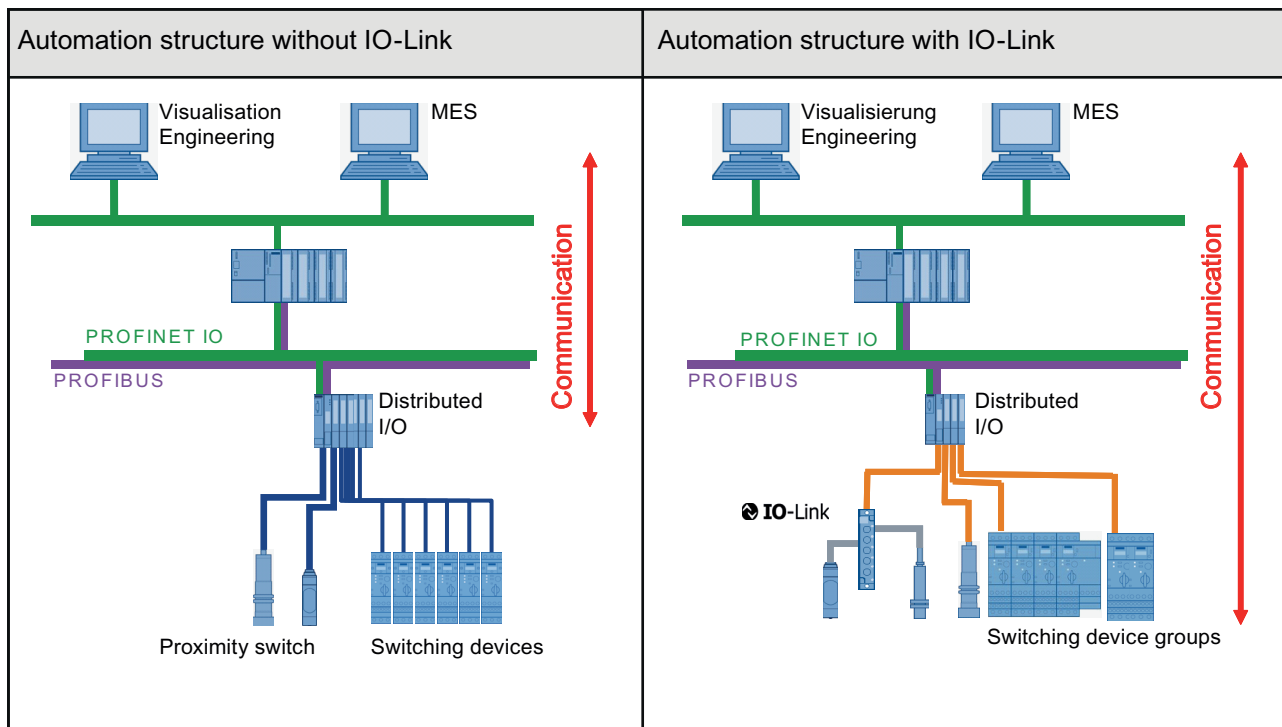 Automation structure without IO-Link
Automation structure with IO-Link
Visualisation
Engineering
MES
Communication
PROFINET IO
PROFIBUS
Distributed
I/O
Proximity switch
Switching devices
Visualisierung
Engineering
MES
Communication
PROFINET IO
PROFIBUS
Distributed
I/O
IO-Link
Switching device groups